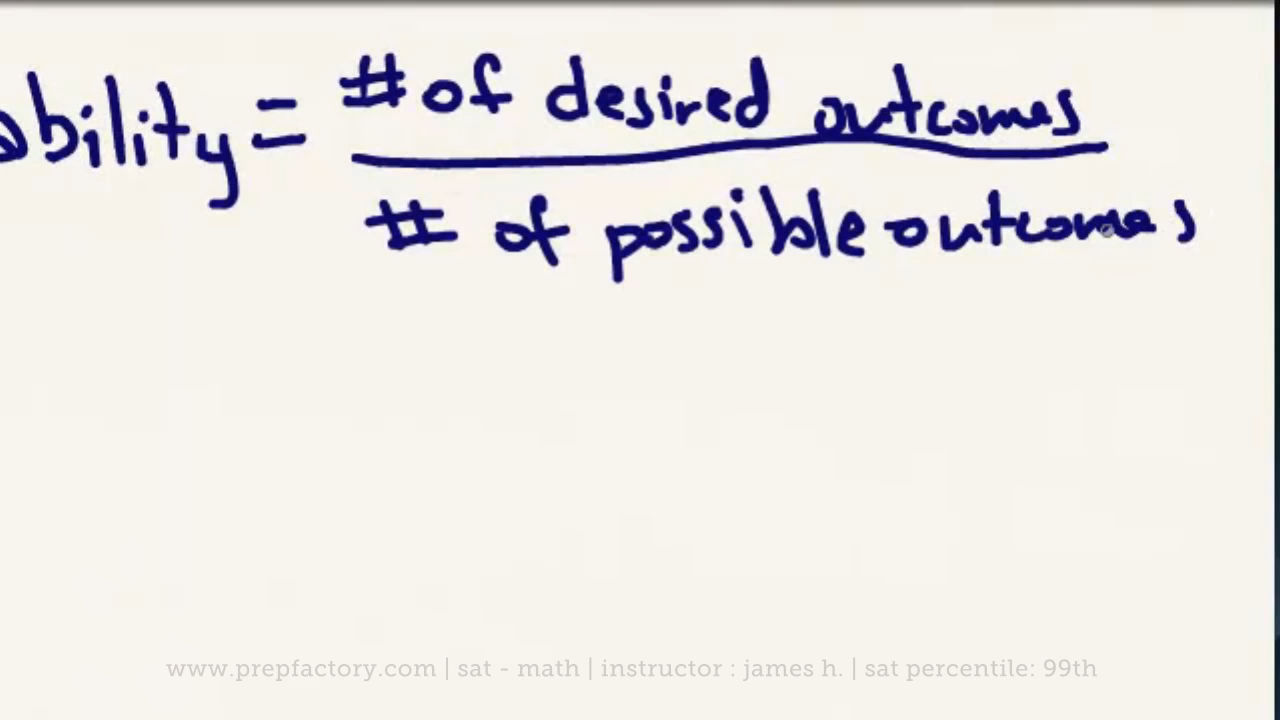 ability = # of desired outcomes
# of possible outcomes
www.prepfactory.com | sat - math | instructor : james h. | sat percentile: 99th